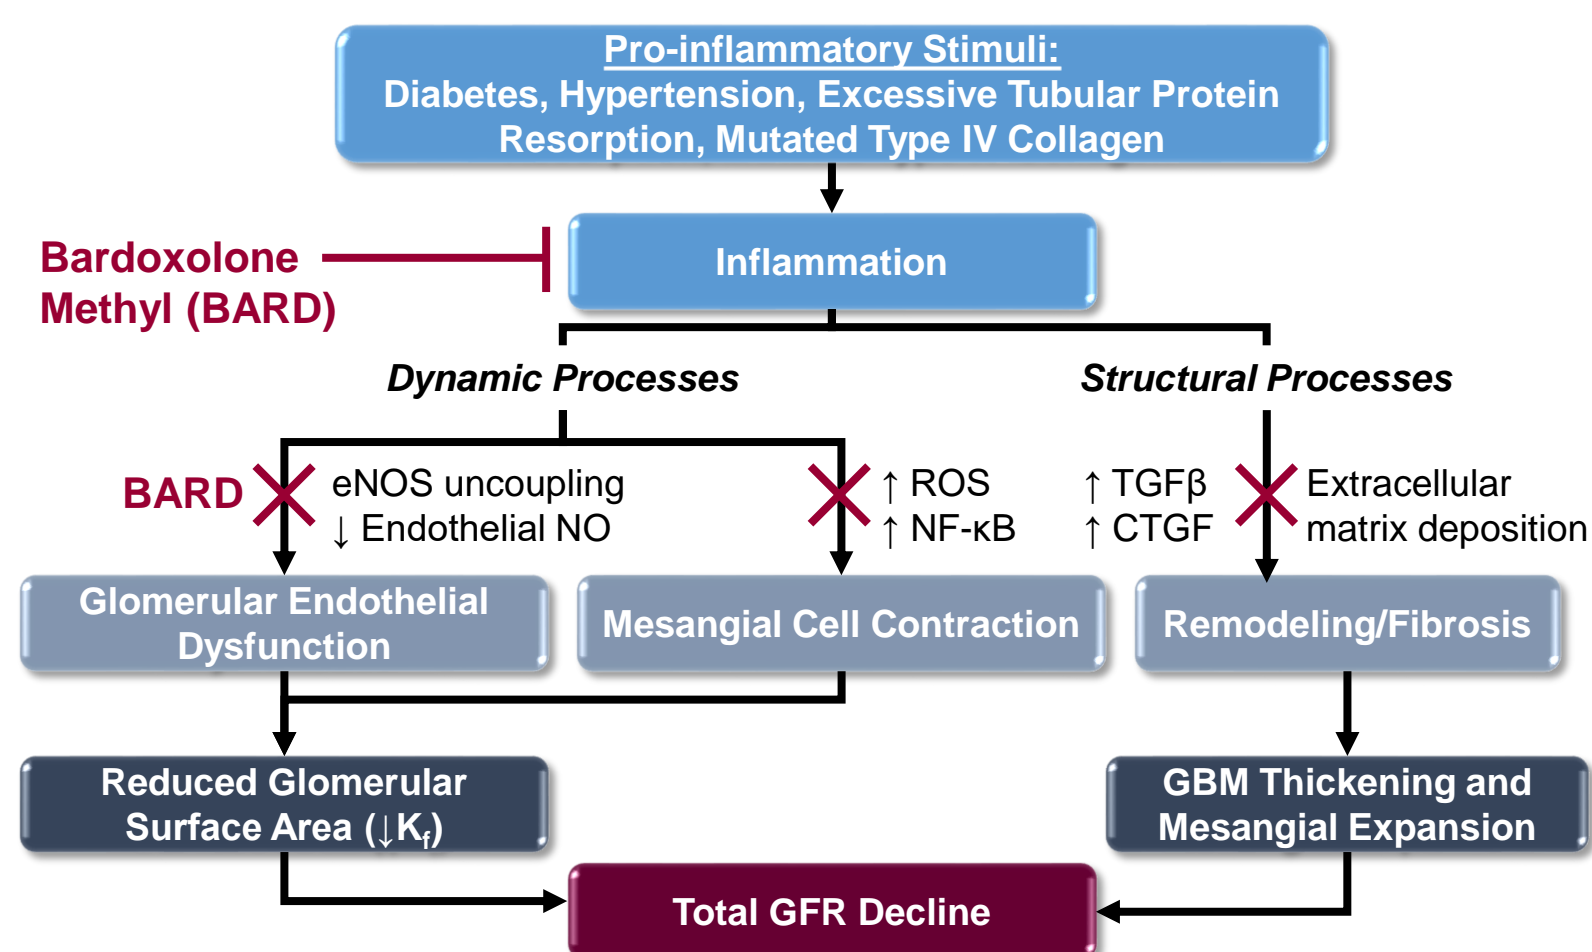 Pro-inflammatory Stimuli:
Diabetes, Hypertension, Excessive Tubular Protein
Resorption, Mutated Type IV Collagen
Bardoxolone
Methyl (BARD)
Inflammation
Dynamic Processes
Structural Processes
BARD
eNOS uncoupling
↓ Endothelial NO
↑ ROS
↑ NF-κB
↑ TGFβ
↑ CTGF
Extracellular
matrix deposition
Glomerular Endothelial
Dysfunction
Mesangial Cell Contraction
Remodeling/Fibrosis
Reduced Glomerular
Surface Area (↓Kf)
GBM Thickening and
Mesangial Expansion
Total GFR Decline